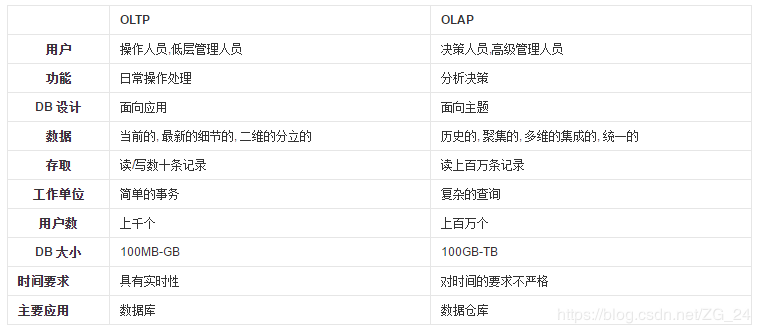 OLTP OLAP
用户 操作人员,低层管理人员 决策人员,高级管理人员
功能 日常操作处理 分析决策
DB 设计 面向应用 面向主题
数据 当前的, 最新的细节的, 二维的分立的 历史的, 聚集的, 多维的集成的, 统一的
存取 读/写数十条记录 读上百万条记录
工作单位 简单的事务 复杂的查询
用户数 上千个 上百万个
DB 大小 100MB-GB 100GB-TB
时间要求 具有实时性 对时间的要求不严格
主要应用 数据库 数据仓库
https://blog.csdn.net/ZG_24